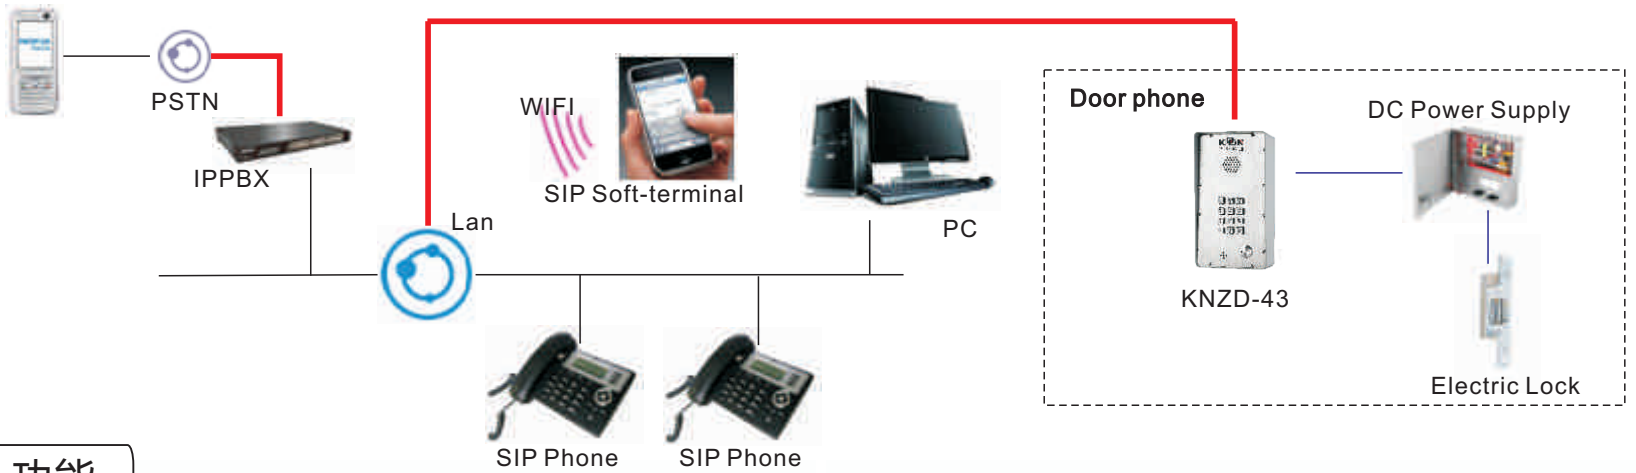 PSTN
IPPBX
WIFI
SIP Soft-terminal
Lan
PC
Door phone
DC Power Supply
KNZD-43
Electric Lock
SIP Phone
SIP Phone
功能